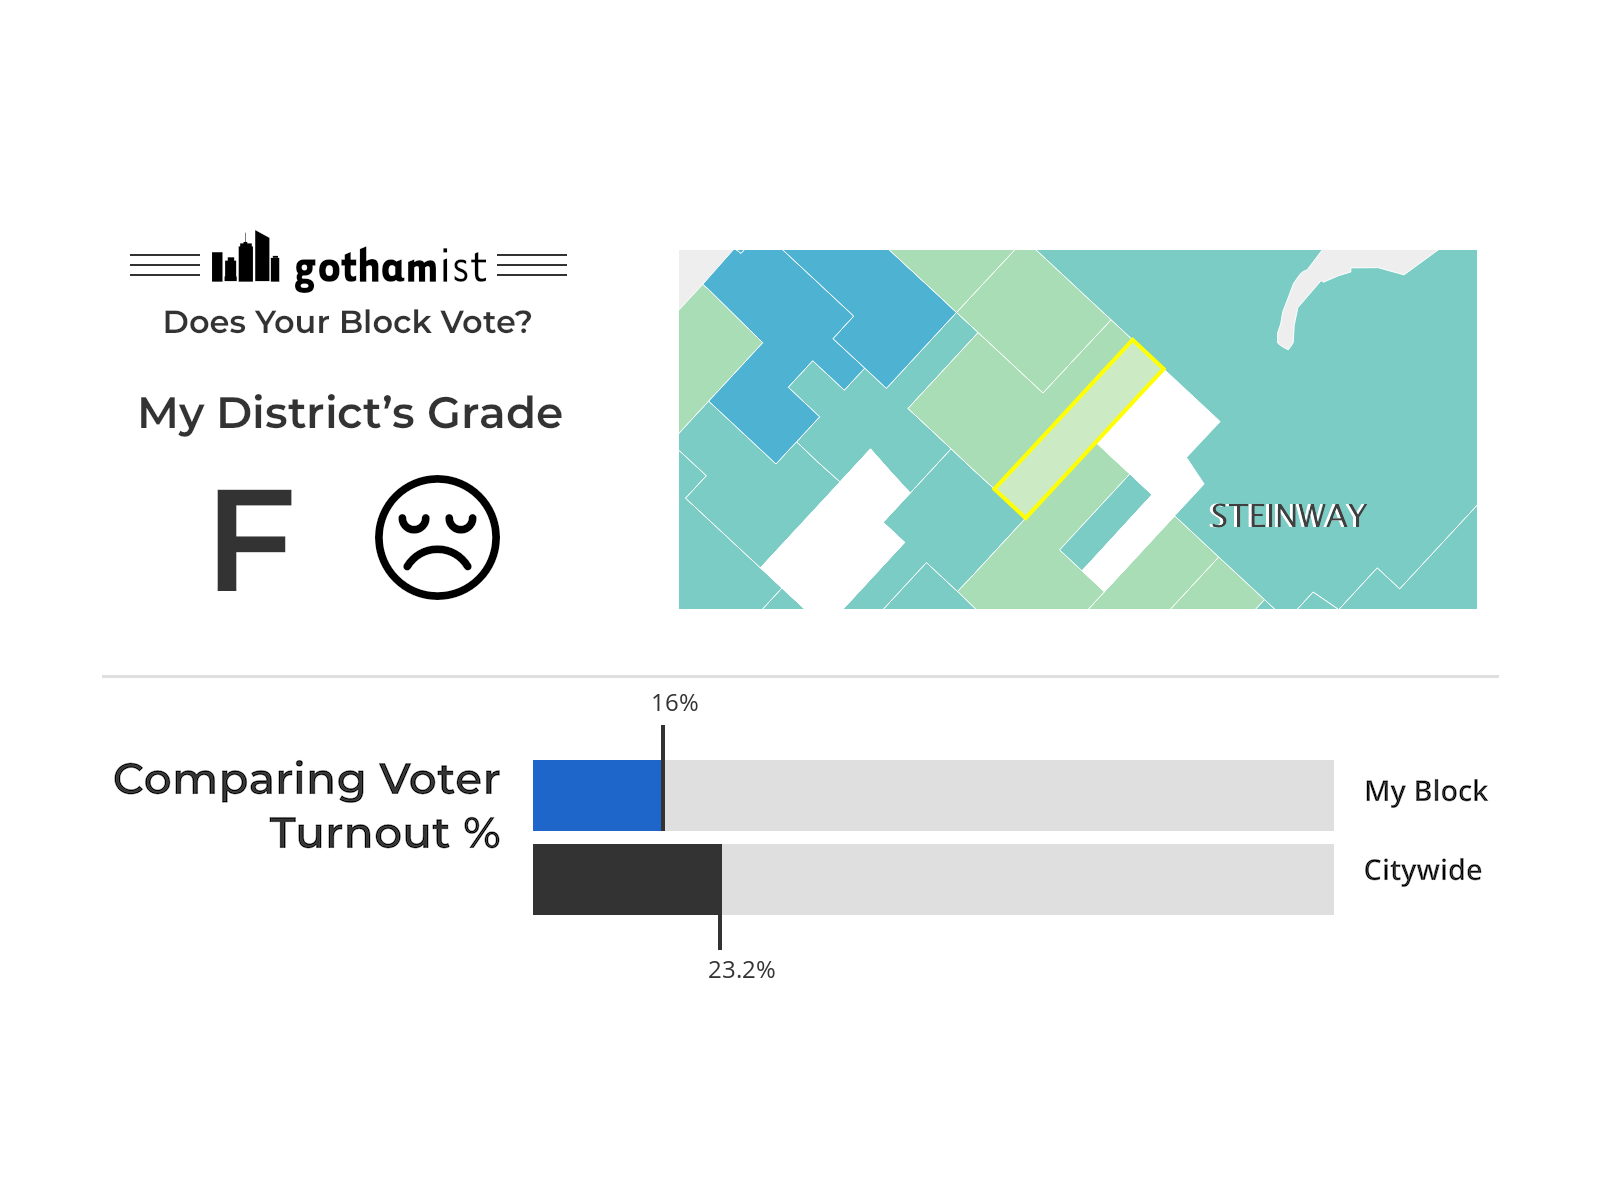 gothamist
Does Your Block Vote?
My District’s Grade
F
STEINWAY
16%
Comparing Voter
Turnout %
My Block
Citywide
23.2%